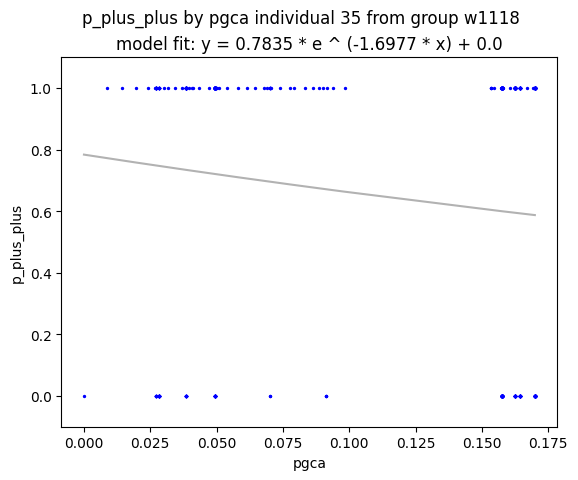 p_plus_plus by pgca individual 35 from group w1118
model fit: y = 0.7835 * e ^ (-1.6977 * x) + 0.0
1.0
0.8
0.6
0.4
0.2
0.0
p_plus_plus
0.000 0.025 0.050 0.075 0.100 0.125 0.150 0.175
pgca